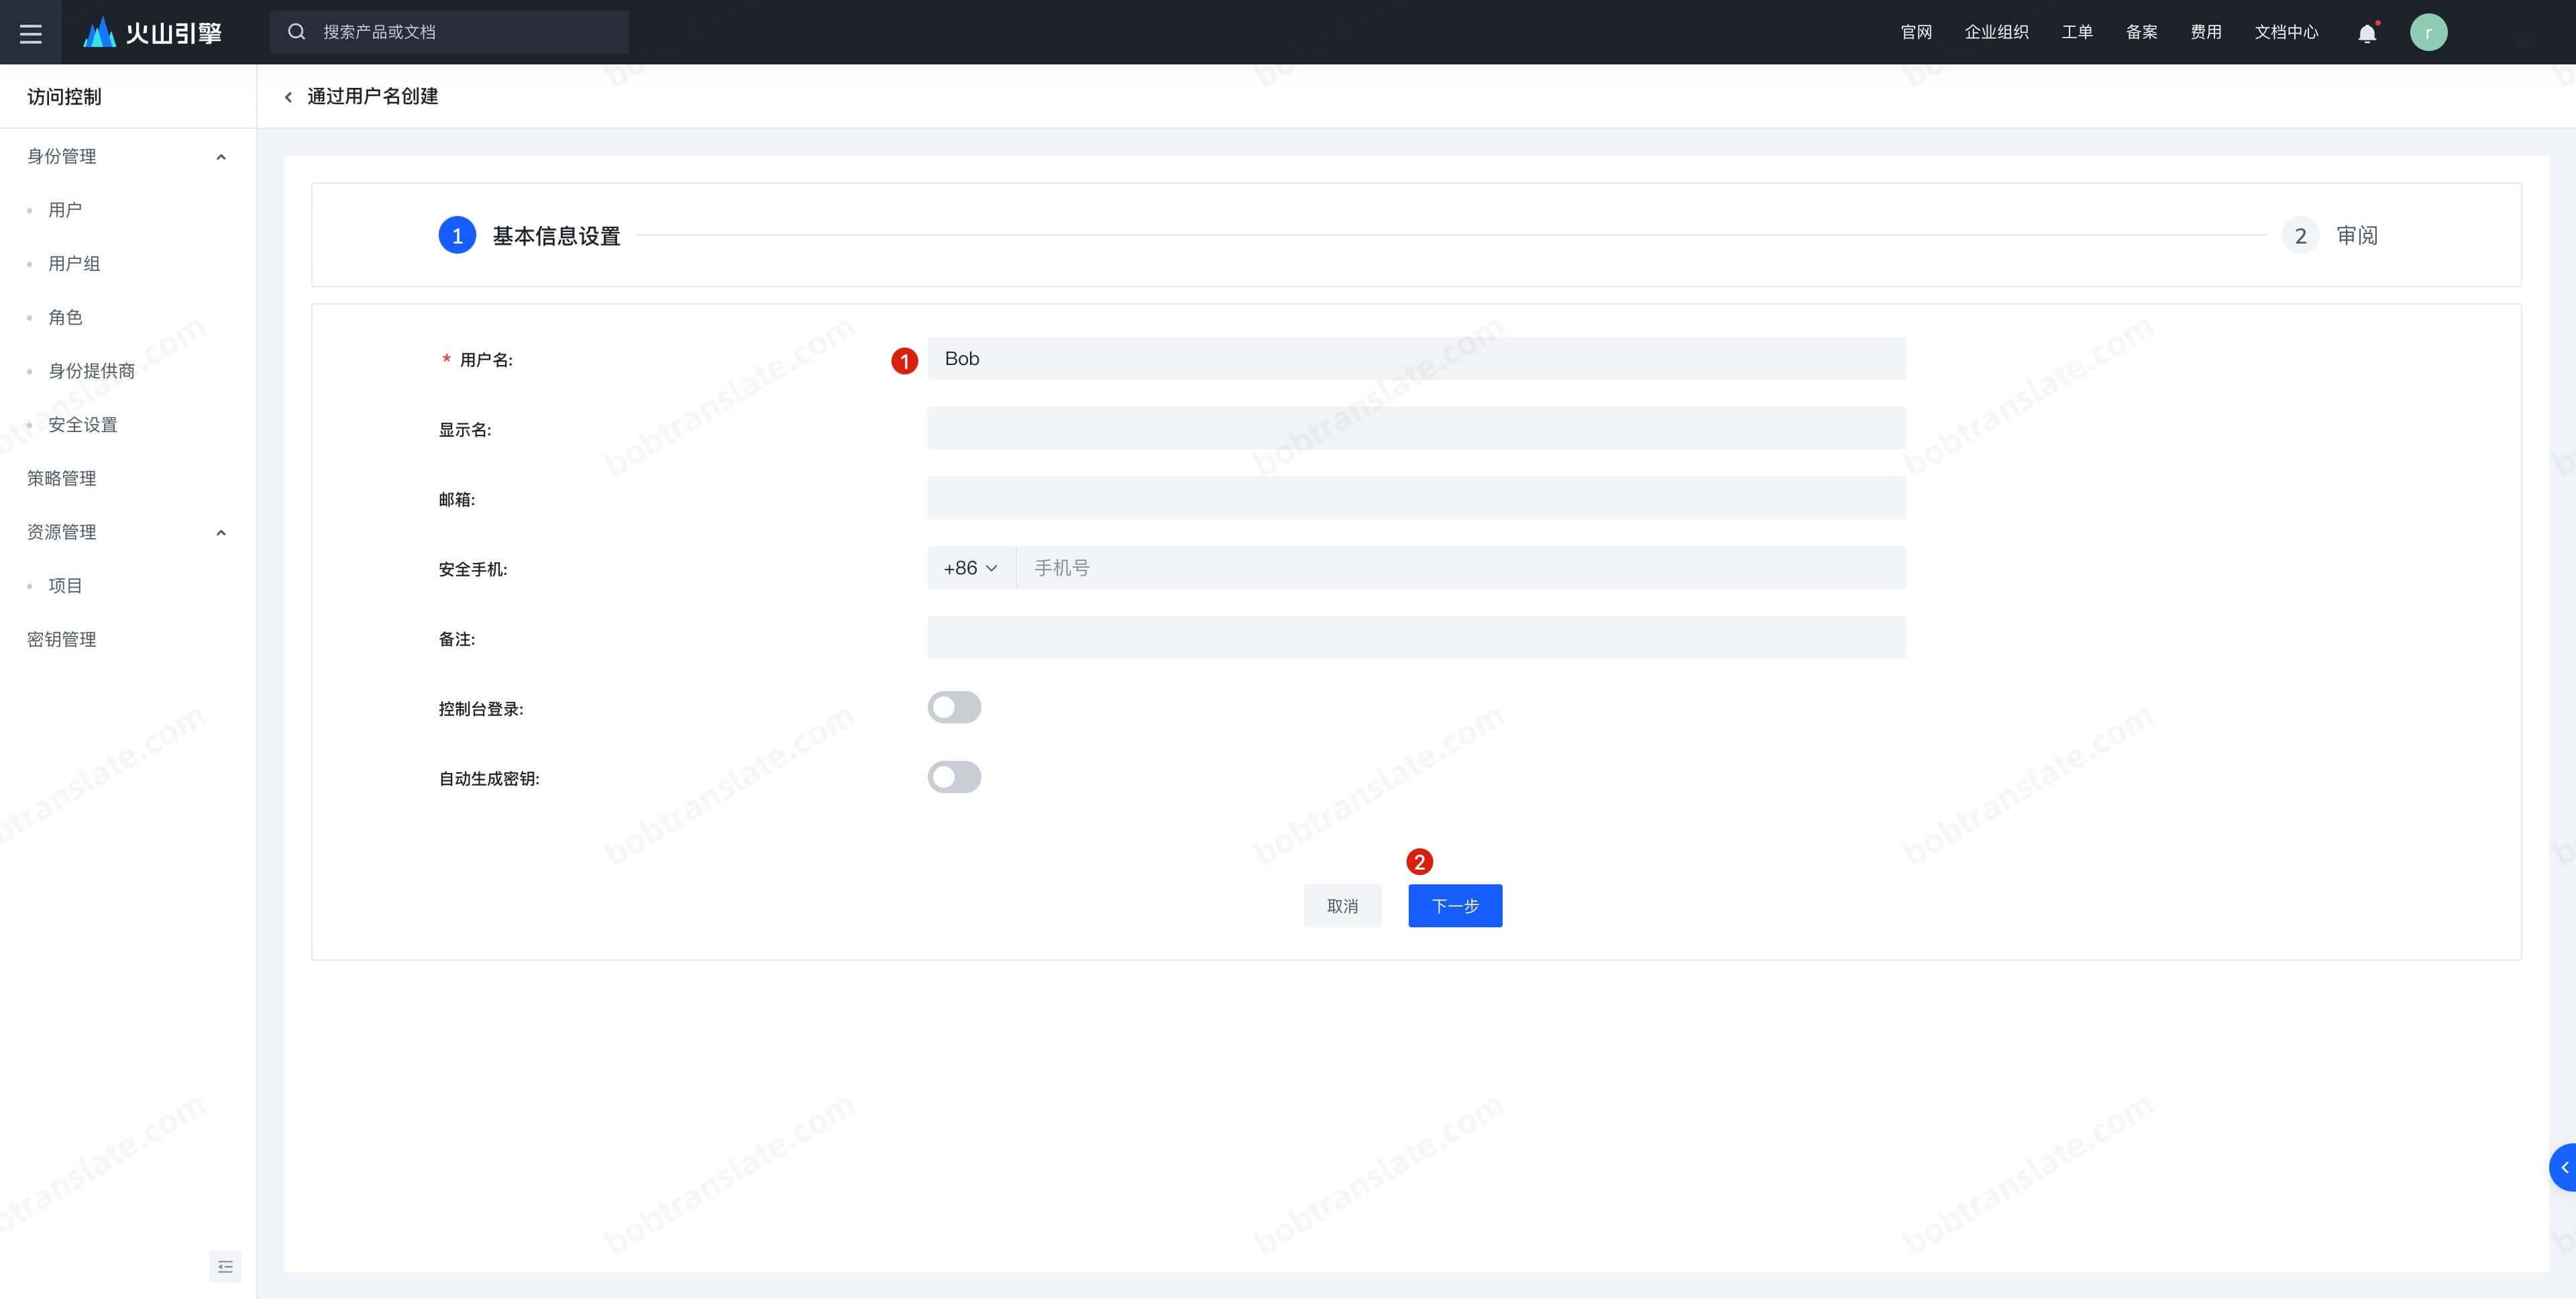 火山引擎
搜索产品或文档
官网 企业组织 工单 备案 费用 文档中心 r
访问控制
通过用户名创建
身份管理
用户
用户组
角色
身份提供商
安全设置
策略管理
资源管理
项目
密钥管理
1 基本信息设置
2 审阅
* 用户名: 1 Bob
显示名:
邮箱:
安全手机: +86 手机号
备注:
控制台登录:
自动生成密钥:
2
取消 下一步
bobtranslate.com